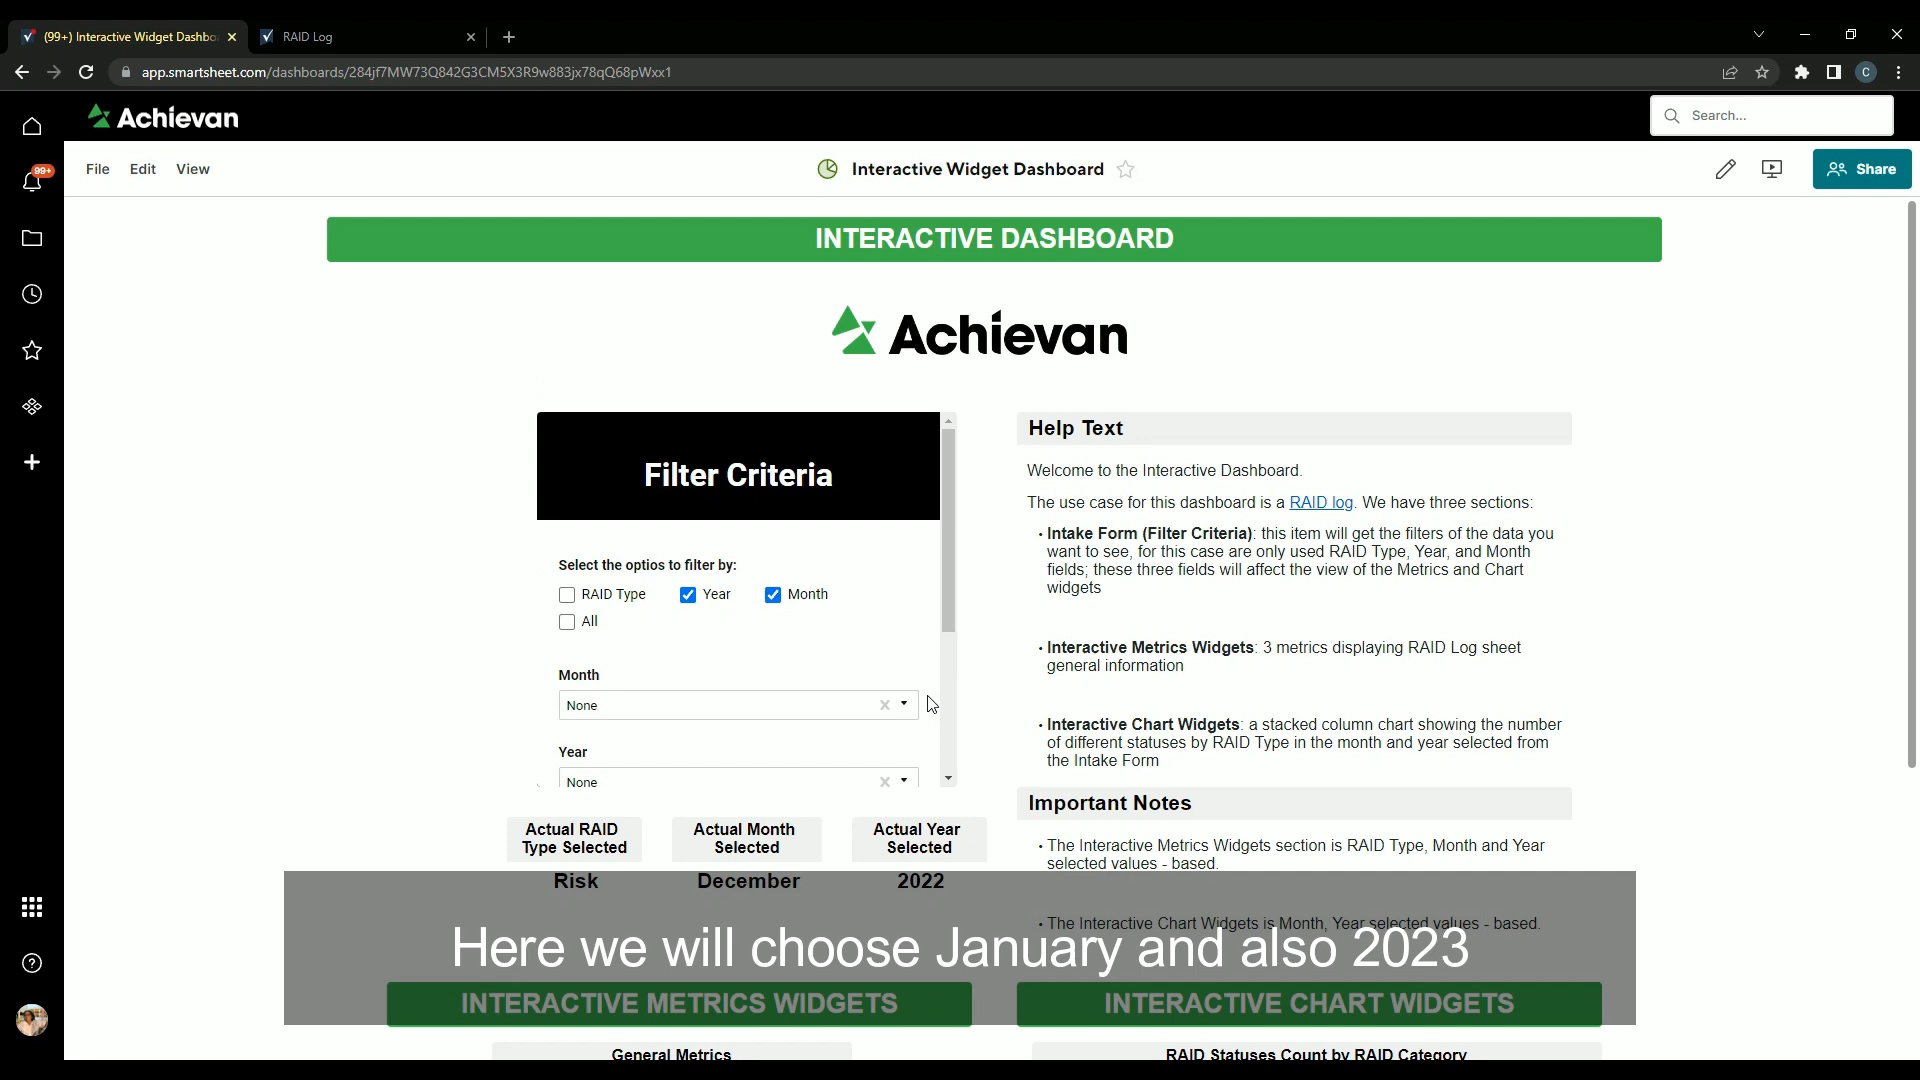 (99+) Interactive Widget Dashbo
RAID Log
app.smartsheet.com/dashboards/284jf7MW73Q842G3CM5X3R9w883jx78qQ68pWxx1
C
Achievan
Search...
99+
File Edit View
Interactive Widget Dashboard
Share
INTERACTIVE DASHBOARD
Achievan
Filter Criteria
Select the optios to filter by:
RAID Type Year Month
All
Month
None
Year
None
Help Text
Welcome to the Interactive Dashboard.
The use case for this dashboard is a RAID log. We have three sections:
• Intake Form (Filter Criteria): this item will get the filters of the data you
want to see, for this case are only used RAID Type, Year, and Month
fields; these three fields will affect the view of the Metrics and Chart
widgets
• Interactive Metrics Widgets: 3 metrics displaying RAID Log sheet
general information
• Interactive Chart Widgets: a stacked column chart showing the number
of different statuses by RAID Type in the month and year selected from
the Intake Form
Important Notes
• The Interactive Metrics Widgets section is RAID Type, Month and Year
selected values - based.
• The Interactive Chart Widgets is Month, Year selected values - based.
Actual RAID
Type Selected
Risk
Actual Month
Selected
December
Actual Year
Selected
2022
Here we will choose January and also 2023
INTERACTIVE METRICS WIDGETS
INTERACTIVE CHART WIDGETS
General Metrics
RAID Statuses Count by RAID Category